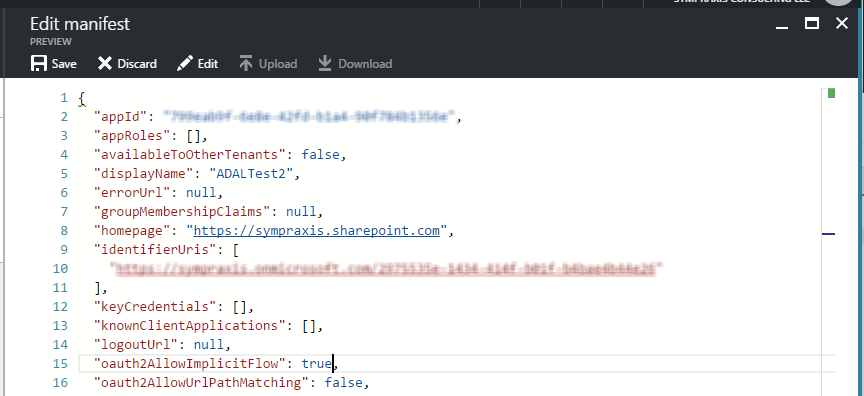 SYMPRAXIS CONSULTING LLC
Edit manifest
PREVIEW
Save Discard Edit Upload Download
1 {
2 "appId": " ",
3 "appRoles": [],
4 "availableToOtherTenants": false,
5 "displayName": "ADALTest2",
6 "errorUrl": null,
7 "groupMembershipClaims": null,
8 "homepage": "https://sympraxis.sharepoint.com",
9 "identifierUris": [
10 " "
11 ],
12 "keyCredentials": [],
13 "knownClientApplications": [],
14 "logoutUrl": null,
15 "oauth2AllowImplicitFlow": true,
16 "oauth2AllowUrlPathMatching": false,